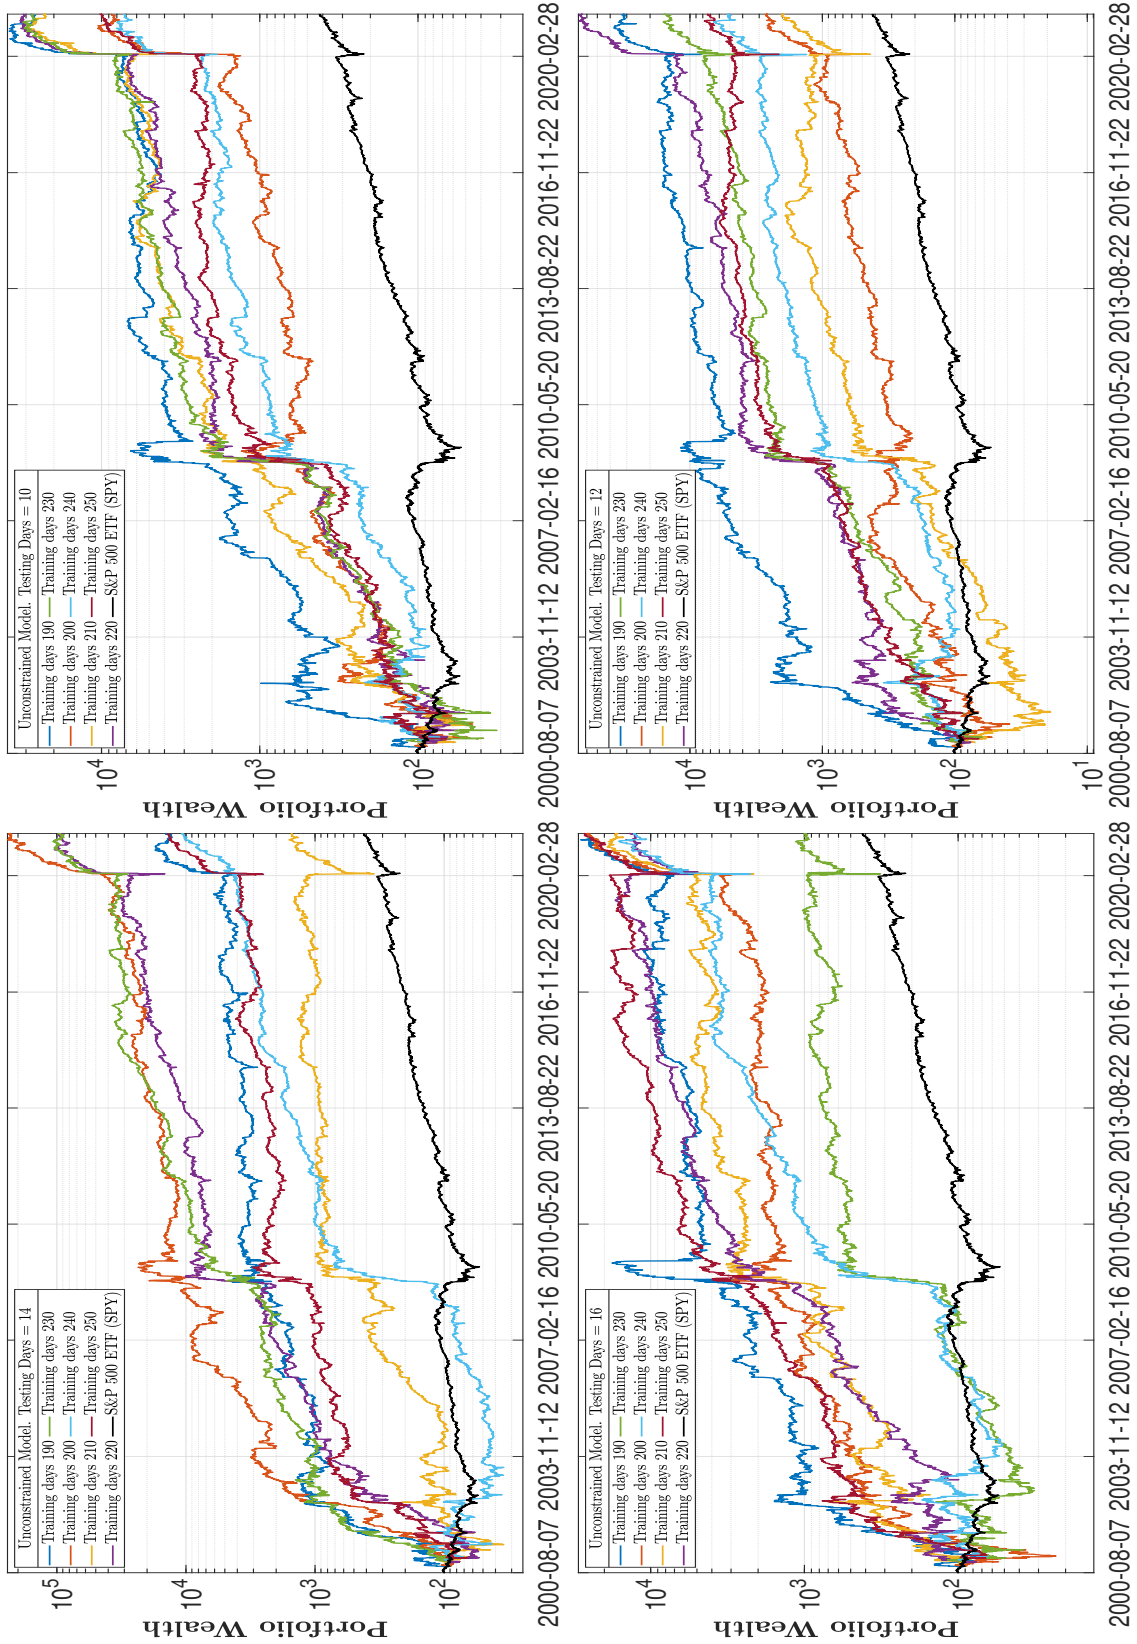 Unconstrained Model. Testing Days = 14
Training days 190 Training days 230
Training days 200 Training days 240
Training days 210 Training days 250
Training days 220 S&P 500 ETF (SPY)
Portfolio Wealth
10^5
10^4
10^3
10^2
2000-08-07 2003-11-12 2007-02-16 2010-05-20 2013-08-22 2016-11-22 2020-02-28
Unconstrained Model. Testing Days = 10
Training days 190 Training days 230
Training days 200 Training days 240
Training days 210 Training days 250
Training days 220 S&P 500 ETF (SPY)
Portfolio Wealth
10^4
10^3
10^2
2000-08-07 2003-11-12 2007-02-16 2010-05-20 2013-08-22 2016-11-22 2020-02-28
Unconstrained Model. Testing Days = 16
Training days 190 Training days 230
Training days 200 Training days 240
Training days 210 Training days 250
Training days 220 S&P 500 ETF (SPY)
Portfolio Wealth
10^4
10^3
10^2
2000-08-07 2003-11-12 2007-02-16 2010-05-20 2013-08-22 2016-11-22 2020-02-28
Unconstrained Model. Testing Days = 12
Training days 190 Training days 230
Training days 200 Training days 240
Training days 210 Training days 250
Training days 220 S&P 500 ETF (SPY)
Portfolio Wealth
10^4
10^3
10^2
10^1
2000-08-07 2003-11-12 2007-02-16 2010-05-20 2013-08-22 2016-11-22 2020-02-28